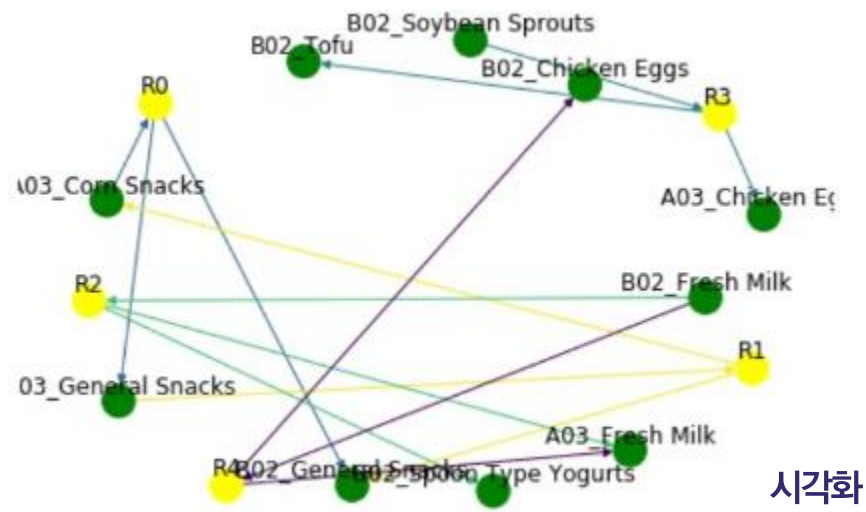 B02_Soybean Sprouts
B02_Tofu
B02_Chicken Eggs
R0
R3
03_Corn Snacks
A03_Chicken Eg
R2
B02_Fresh Milk
R1
03_General Snacks
A03_Fresh Milk
R4
B02_General Snacks
B02_Spoon Type Yogurts
시각화